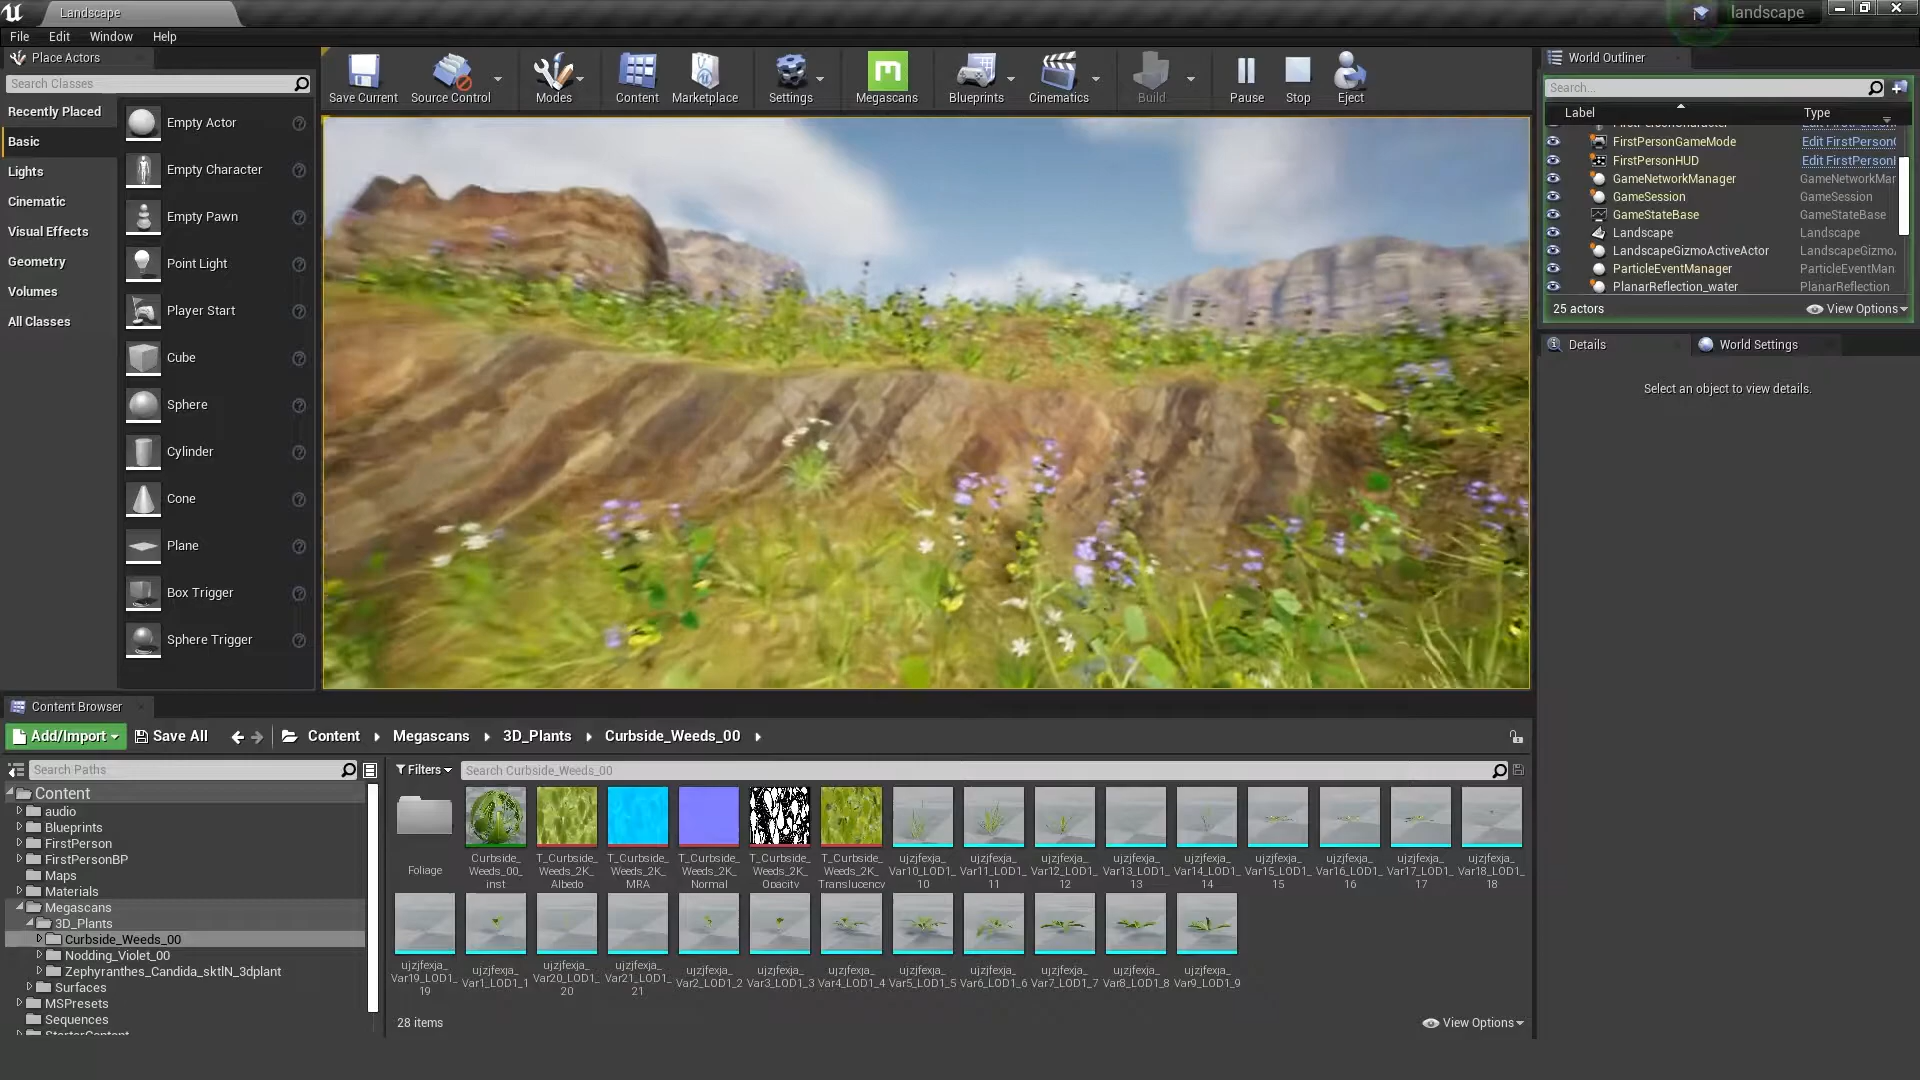 Landscape
landscape
File Edit Window Help
Place Actors
Search Classes
Recently Placed
Basic
Lights
Cinematic
Visual Effects
Geometry
Volumes
All Classes
Empty Actor
Empty Character
Empty Pawn
Point Light
Player Start
Cube
Sphere
Cylinder
Cone
Plane
Box Trigger
Sphere Trigger
Save Current
Source Control
Modes
Content
Marketplace
Settings
Megascans
Blueprints
Cinematics
Build
Pause
Stop
Eject
World Outliner
Search...
Label Type
FirstPersonGameMode Edit FirstPerson
FirstPersonHUD Edit FirstPerson
GameNetworkManager GameNetworkMar
GameSession GameSession
GameStateBase GameStateBase
Landscape Landscape
LandscapeGizmoActiveActor LandscapeGizmo
ParticleEventManager ParticleEventMan
PlanarReflection_water PlanarReflection
25 actors View Options
Details World Settings
Select an object to view details.
Content Browser
Add/Import Save All Content Megascans 3D_Plants Curbside_Weeds_00
Search Paths
Content
audio
Blueprints
FirstPerson
FirstPersonBP
Maps
Materials
Megascans
3D_Plants
Curbside_Weeds_00
Nodding_Violet_00
Zephyranthes_Candida_sktlN_3dplant
Surfaces
MSPresets
Sequences
StarterContent
Filters Search Curbside_Weeds_00
Foliage
Curbside_
Weeds_00_
inst
T_Curbside_
Weeds_2K_
Albedo
T_Curbside_
Weeds_2K_
MRA
T_Curbside_
Weeds_2K_
Normal
T_Curbside_
Weeds_2K_
Opacity
T_Curbside_
Weeds_2K_
Translucency
ujzjfexja_
Var10_LOD1_
10
ujzjfexja_
Var11_LOD1_
11
ujzjfexja_
Var12_LOD1_
12
ujzjfexja_
Var13_LOD1_
13
ujzjfexja_
Var14_LOD1_
14
ujzjfexja_
Var15_LOD1_
15
ujzjfexja_
Var16_LOD1_
16
ujzjfexja_
Var17_LOD1_
17
ujzjfexja_
Var18_LOD1_
18
ujzjfexja_
Var19_LOD1_
19
ujzjfexja_
Var1_LOD1_1
ujzjfexja_
Var20_LOD1_
20
ujzjfexja_
Var21_LOD1_
21
ujzjfexja_
Var2_LOD1_2
ujzjfexja_
Var3_LOD1_3
ujzjfexja_
Var4_LOD1_4
ujzjfexja_
Var5_LOD1_5
ujzjfexja_
Var6_LOD1_6
ujzjfexja_
Var7_LOD1_7
ujzjfexja_
Var8_LOD1_8
ujzjfexja_
Var9_LOD1_9
28 items View Options